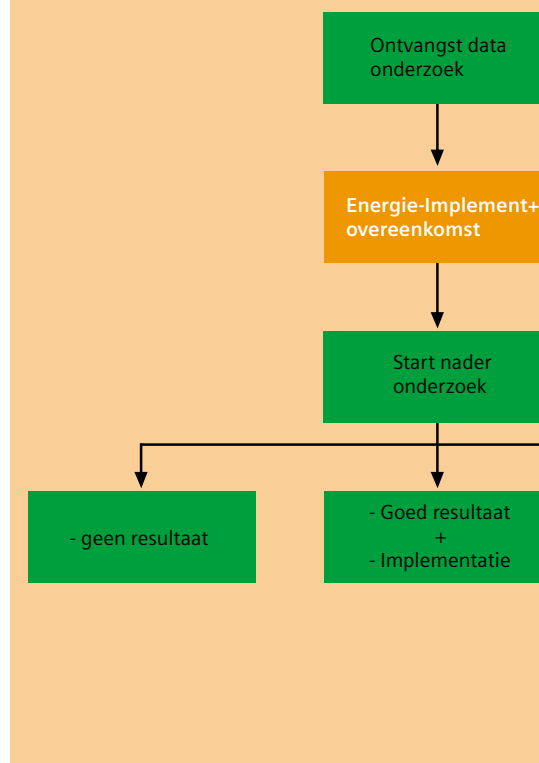 Ontvangst data
onderzoek
Energie-Implement+
overeenkomst
Start nader
onderzoek
- geen resultaat
- Goed resultaat
+
- Implementatie